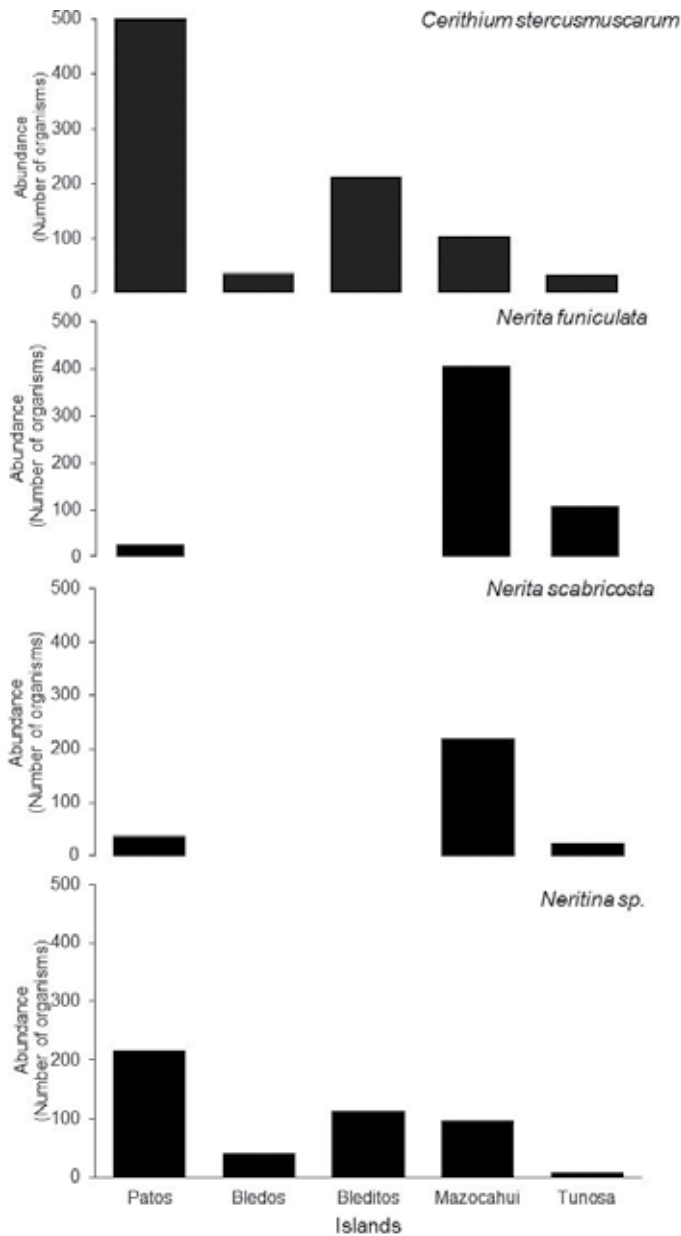 Cerithium stercusmuscarum
Abundance
(Number of organisms)
500
400
300
200
100
0
Nerita funiculata
Abundance
(Number of organisms)
500
400
300
200
100
0
Nerita scabricosta
Abundance
(Number of organisms)
500
400
300
200
100
0
Neritina sp.
Abundance
(Number of organisms)
500
400
300
200
100
0
Patos Bledos Bleditos Mazocahui Tunosa
Islands